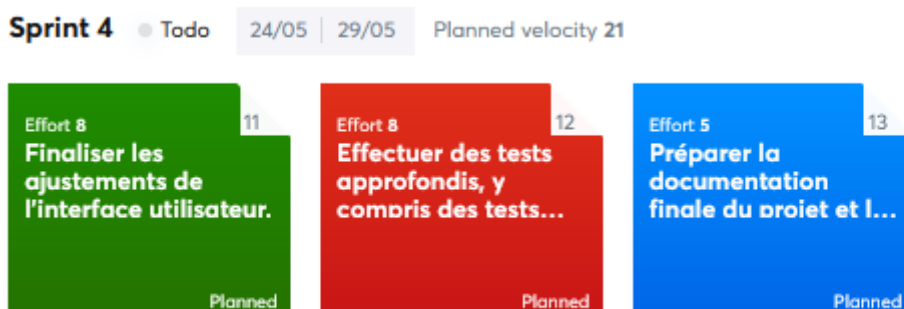 Sprint 4 Todo 24/05 29/05 Planned velocity 21
Effort 8 11
Finaliser les
ajustements de
l'interface utilisateur.
Planned
Effort 8 12
Effectuer des tests
approfondis, y
compris des tests...
Planned
Effort 5 13
Préparer la
documentation
finale du projet et l...
Planned